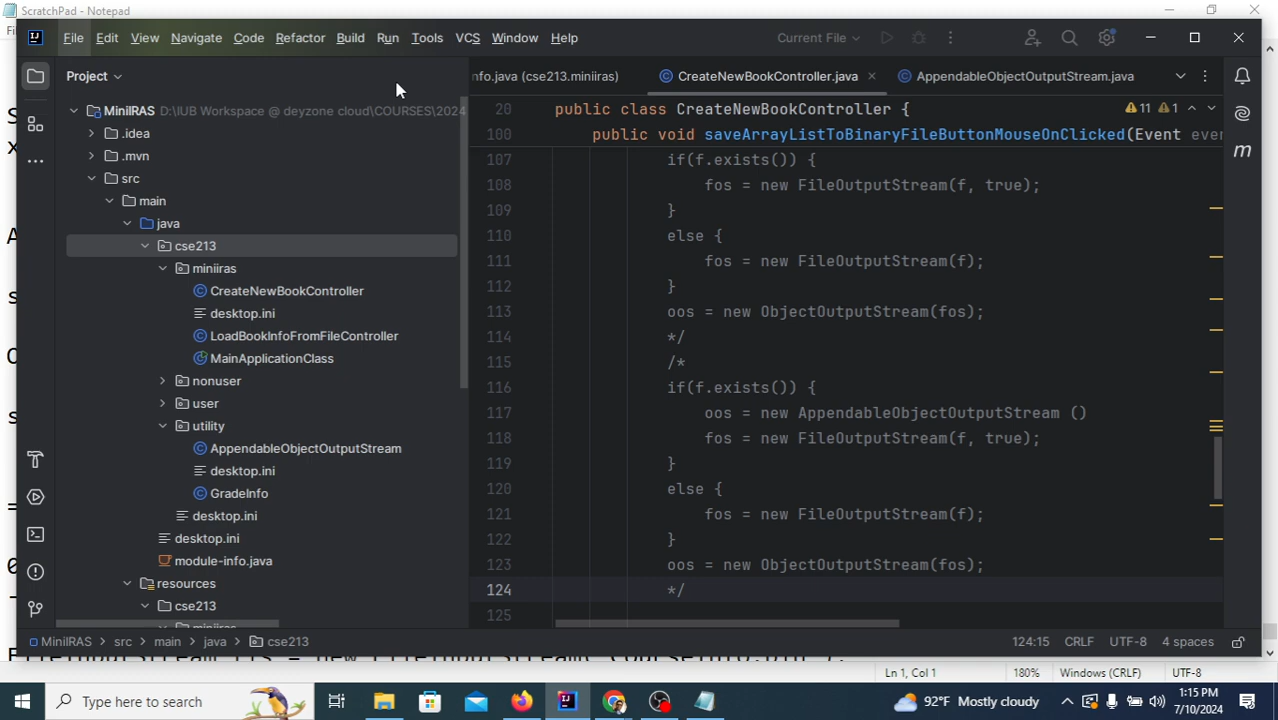 ScratchPad - Notepad
File Edit View Navigate Code Refactor Build Run Tools VCS Window Help
Current File
Project
nfo.java (cse213.miniiras) CreateNewBookController.java AppendableObjectOutputStream.java
MiniIRAS D:\IUB Workspace @ deyzone cloud\COURSES\2024
.idea
.mvn
src
main
java
cse213
miniiras
CreateNewBookController
desktop.ini
LoadBookInfoFromFileController
MainApplicationClass
nonuser
user
utility
AppendableObjectOutputStream
desktop.ini
GradeInfo
desktop.ini
desktop.ini
module-info.java
resources
cse213
20 public class CreateNewBookController { 11 1
100 public void saveArrayListToBinaryFileButtonMouseOnClicked(Event
107 if(f.exists()) {
108 fos = new FileOutputStream(f, true);
109 }
110 else {
111 fos = new FileOutputStream(f);
112 }
113 oos = new ObjectOutputStream(fos);
114 */
115 /*
116 if(f.exists()) {
117 oos = new AppendableObjectOutputStream ()
118 fos = new FileOutputStream(f, true);
119 }
120 else {
121 fos = new FileOutputStream(f);
122 }
123 oos = new ObjectOutputStream(fos);
124 */
125
MiniIRAS > src > main > java > cse213
124:15 CRLF UTF-8 4 spaces
Ln 1, Col 1 180% Windows (CRLF) UTF-8
Type here to search
92°F Mostly cloudy
1:15 PM
7/10/2024